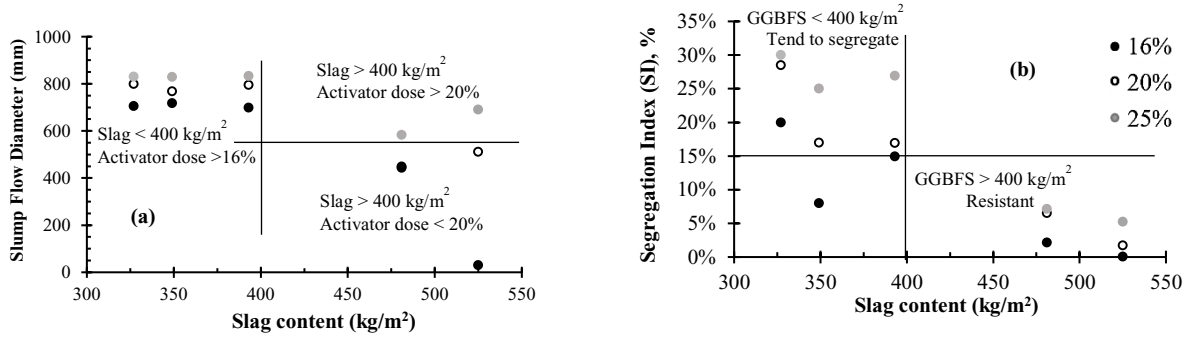 Slump Flow Diameter (mm)
1000
800
600
400
200
0
Slag > 400 kg/m2
Activator dose > 20%
Slag < 400 kg/m2
Activator dose >16%
Slag > 400 kg/m2
Activator dose < 20%
(a)
300 350 400 450 500 550
Slag content (kg/m²)
Segregation Index (SI), %
35%
30%
25%
20%
15%
10%
5%
0%
GGBFS < 400 kg/m2
Tend to segregate
(b)
16%
20%
25%
GGBFS > 400 kg/m2
Resistant
300 350 400 450 500 550
Slag content (kg/m²)